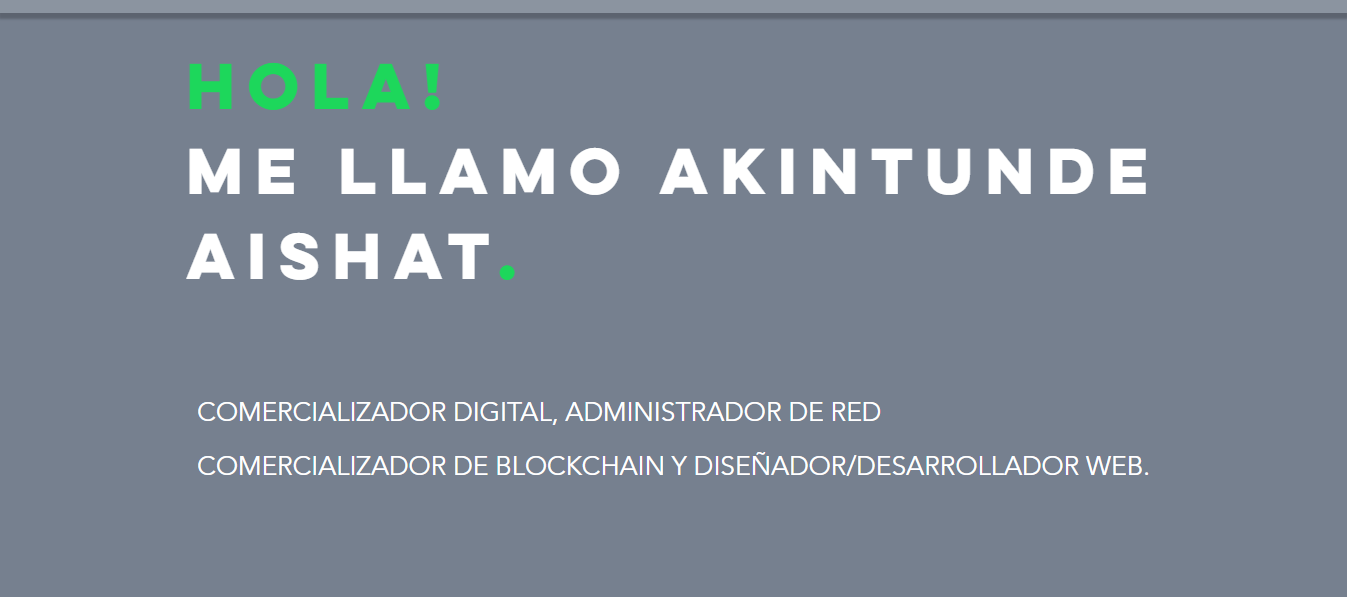 HOLA!
ME LLAMO AKINTUNDE
AISHAT.
COMERCIALIZADOR DIGITAL, ADMINISTRADOR DE RED
COMERCIALIZADOR DE BLOCKCHAIN Y DISEÑADOR/DESARROLLADOR WEB.